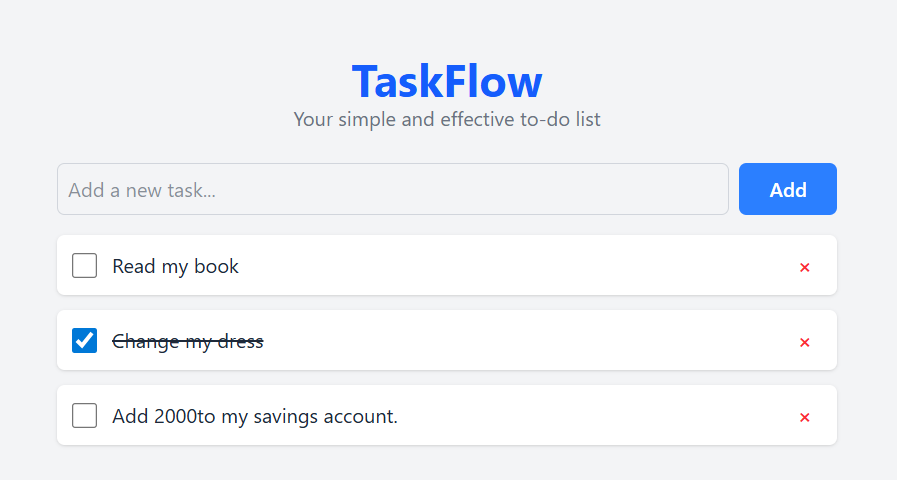 TaskFlow
Your simple and effective to-do list
Add a new task...
Add
Read my book
×
Change my dress
×
Add 2000to my savings account.
×